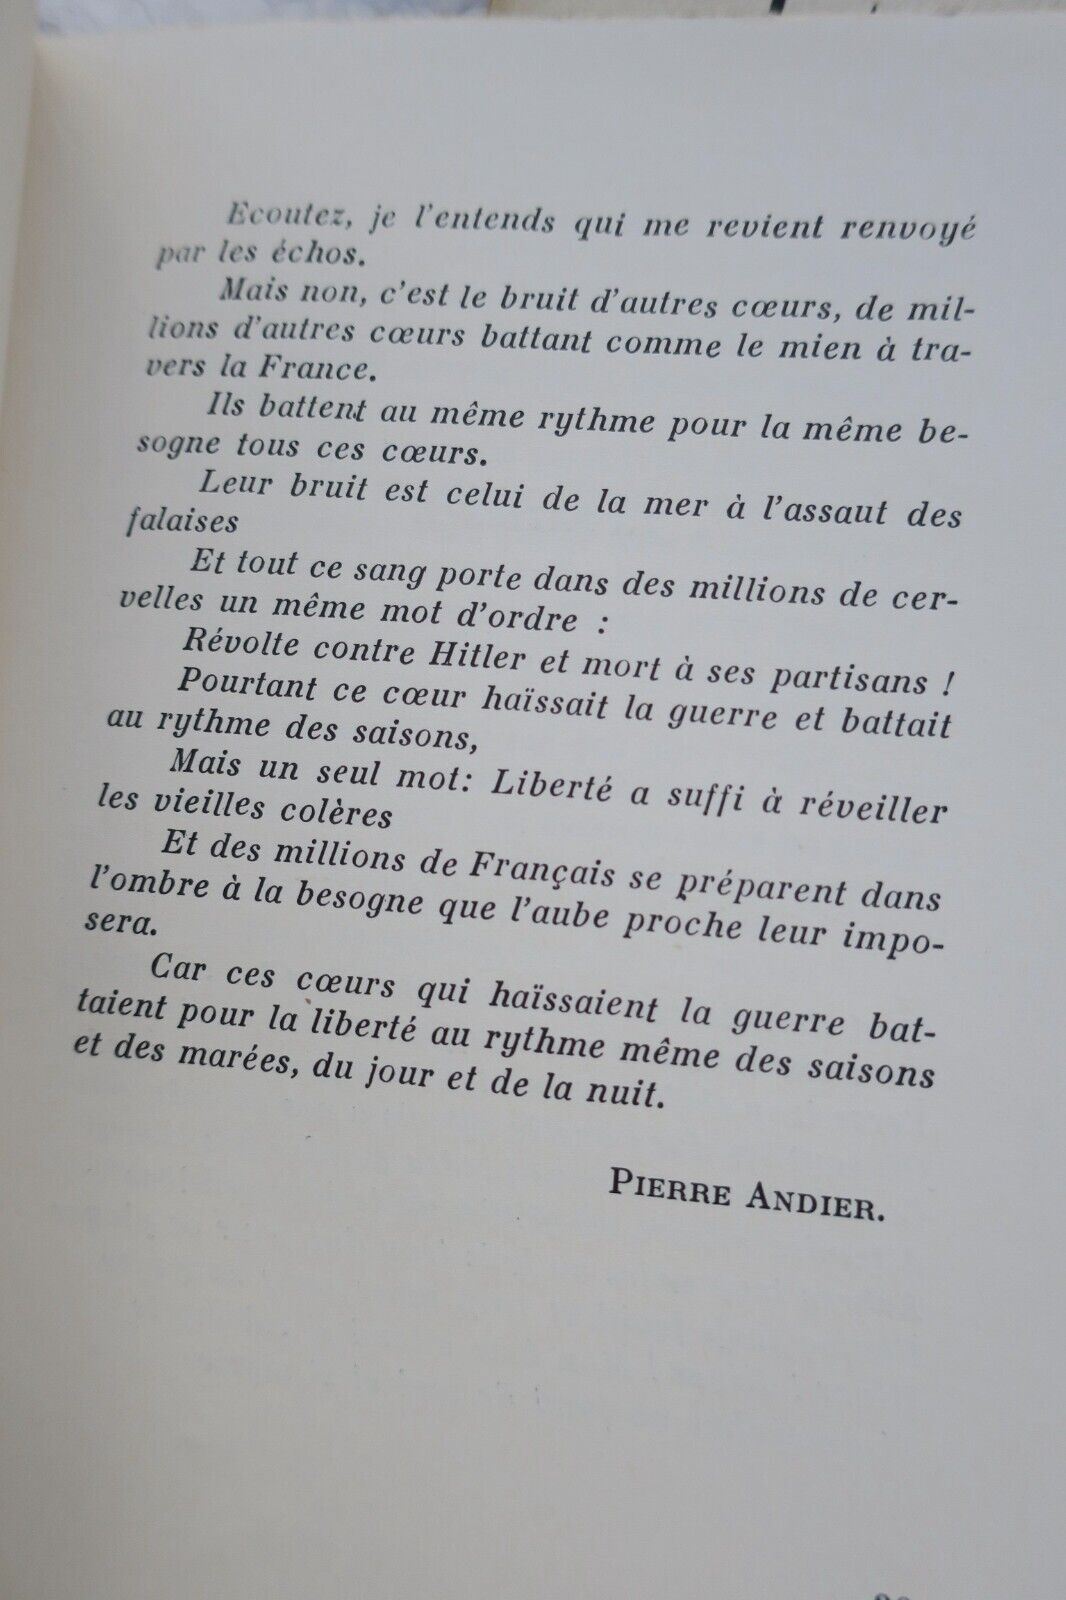 Ecoutez, je l'entends qui me revient renvoyé
par les échos.
Mais non, c'est le bruit d'autres cœurs, de mil-
lions d'autres cœurs battant comme le mien à tra-
vers la France.
Ils battent au même rythme pour la même be-
sogne tous ces cœurs.
Leur bruit est celui de la mer à l'assaut des
falaises
Et tout ce sang porte dans des millions de cer-
velles un même mot d'ordre :
Révolte contre Hitler et mort à ses partisans !
Pourtant ce cœur haïssait la guerre et battait
au rythme des saisons,
Mais un seul mot: Liberté a suffi à réveiller
les vieilles colères
Et des millions de Français se préparent dans
l'ombre à la besogne que l'aube proche leur impo-
sera.
Car ces cœurs qui haïssaient la guerre bat-
taient pour la liberté au rythme même des saisons
et des marées, du jour et de la nuit.
PIERRE ANDIER.